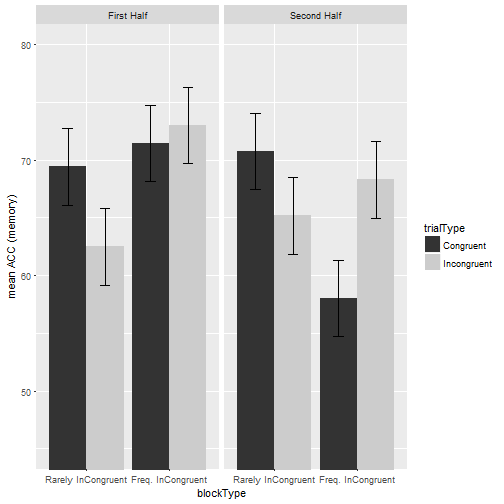 First Half
Second Half
80
70
60
50
mean ACC (memory)
Rarely InCongruent
Freq. InCongruent
Rarely InCongruent
Freq. InCongruent
blockType
trialType
Congruent
Incongruent